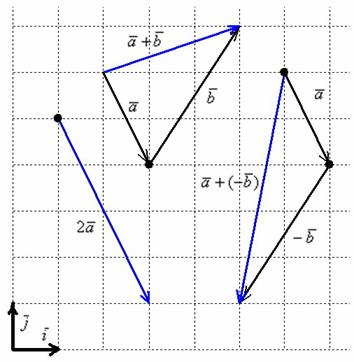 a̅ + b̅
a̅
b̅
a̅
a̅ + (−b̅)
2a̅
−b̅
j̅
i̅